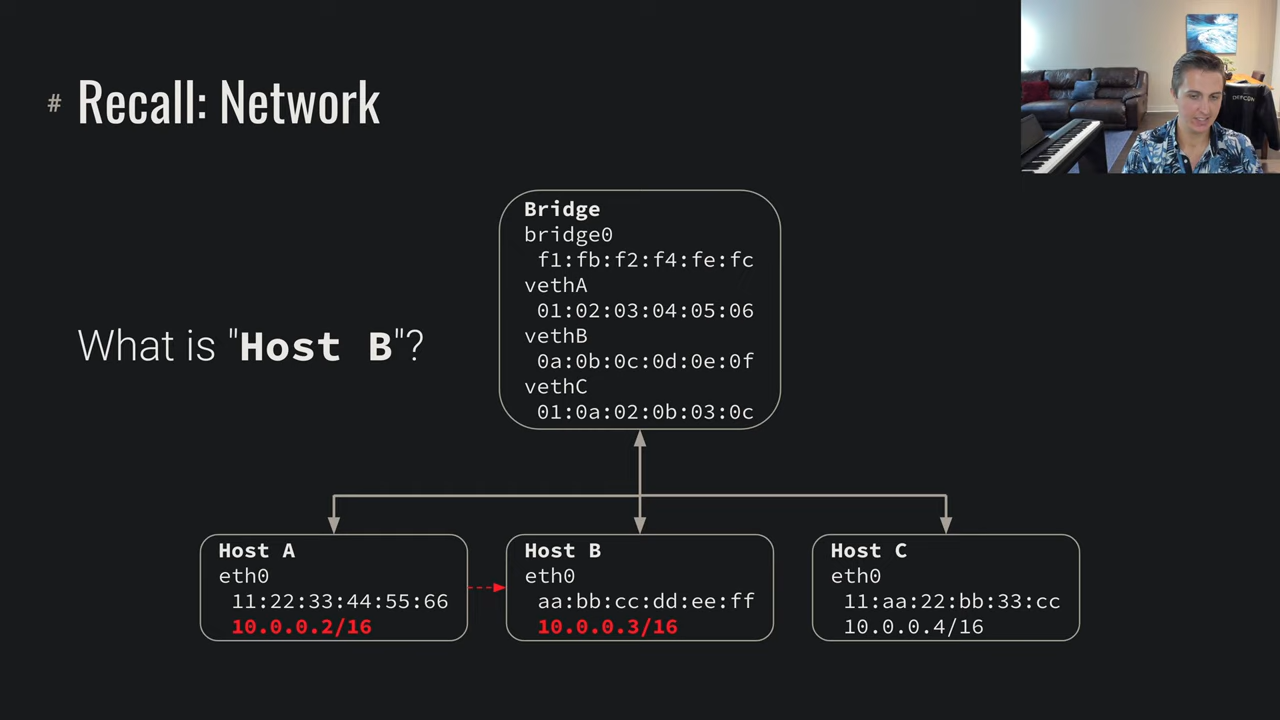 # Recall: Network
DEFCON
What is "Host B"?
Bridge
bridge0
f1:fb:f2:f4:fe:fc
vethA
01:02:03:04:05:06
vethB
0a:0b:0c:0d:0e:0f
vethC
01:0a:02:0b:03:0c
Host A
eth0
11:22:33:44:55:66
10.0.0.2/16
Host B
eth0
aa:bb:cc:dd:ee:ff
10.0.0.3/16
Host C
eth0
11:aa:22:bb:33:cc
10.0.0.4/16